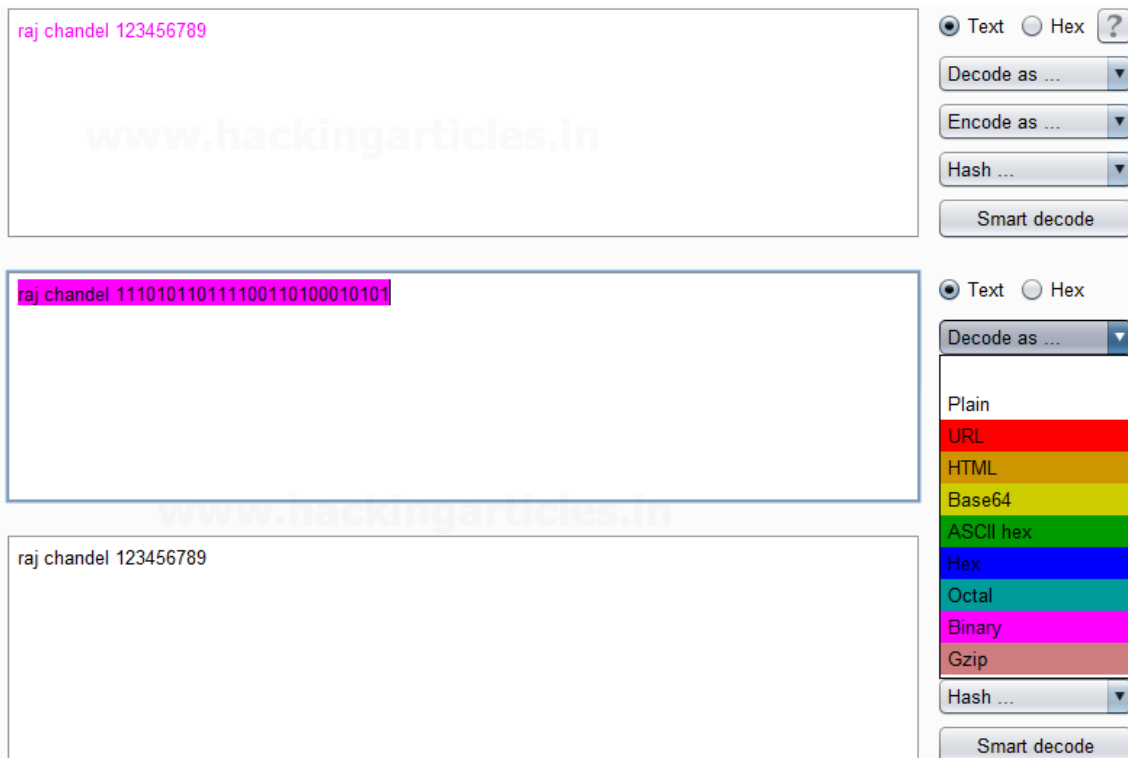 raj chandel 123456789
Text Hex ?
Decode as ...
www.hackingarticles.in
Encode as ...
Hash ...
Smart decode
raj chandel 111010110111100110100010101
Text Hex
Decode as ...
Plain
URL
HTML
Base64
www.hackingarticles.in
ASCII hex
raj chandel 123456789
Hex
Octal
Binary
Gzip
Hash ...
Smart decode